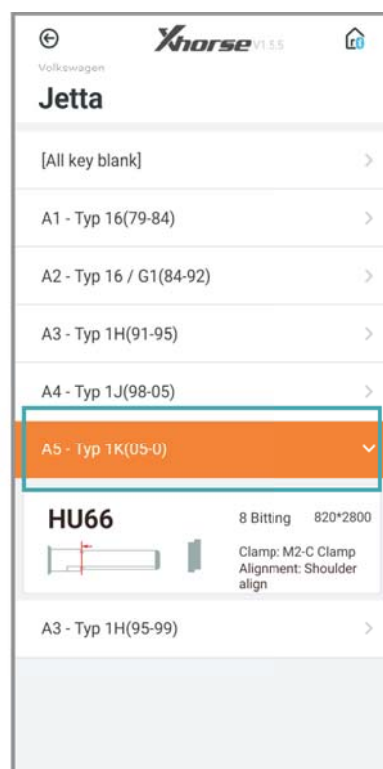 Xhorse V1.5.5
Volkswagen
Jetta
[All key blank]
A1 - Typ 16(79-84)
A2 - Typ 16 / G1(84-92)
A3 - Typ 1H(91-95)
A4 - Typ 1J(98-05)
A5 - Typ 1K(05-0)
HU66
8 Bitting 820*2800
Clamp: M2-C Clamp
Alignment: Shoulder
align
A3 - Typ 1H(95-99)